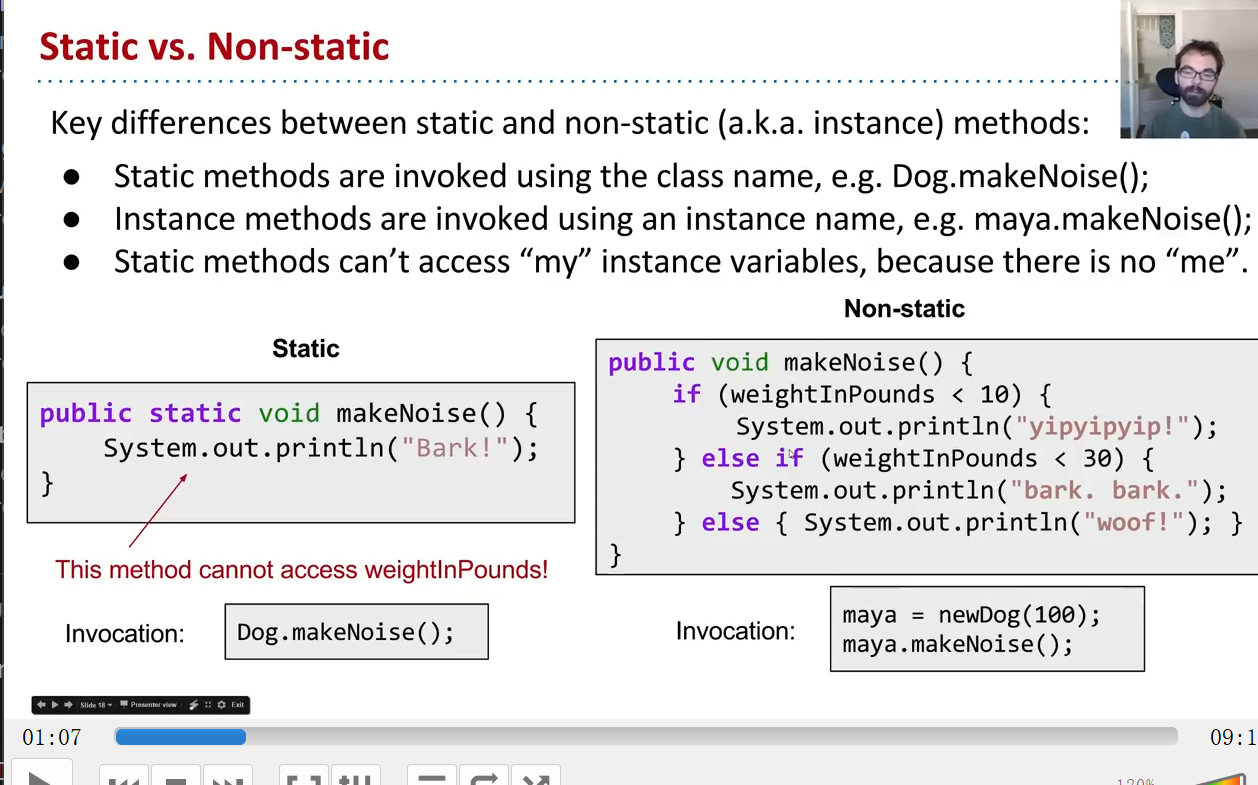 Static vs. Non-static
Key differences between static and non-static (a.k.a. instance) methods:
● Static methods are invoked using the class name, e.g. Dog.makeNoise();
● Instance methods are invoked using an instance name, e.g. maya.makeNoise();
● Static methods can’t access “my” instance variables, because there is no “me”.
Static
public static void makeNoise() {
System.out.println("Bark!");
}
This method cannot access weightInPounds!
Invocation:
Dog.makeNoise();
Non-static
public void makeNoise() {
if (weightInPounds < 10) {
System.out.println("yipyipyip!");
} else if (weightInPounds < 30) {
System.out.println("bark. bark.");
} else { System.out.println("woof!"); }
}
Invocation:
maya = newDog(100);
maya.makeNoise();
Slide 18 Presenter view Exit
01:07
09:1
120%